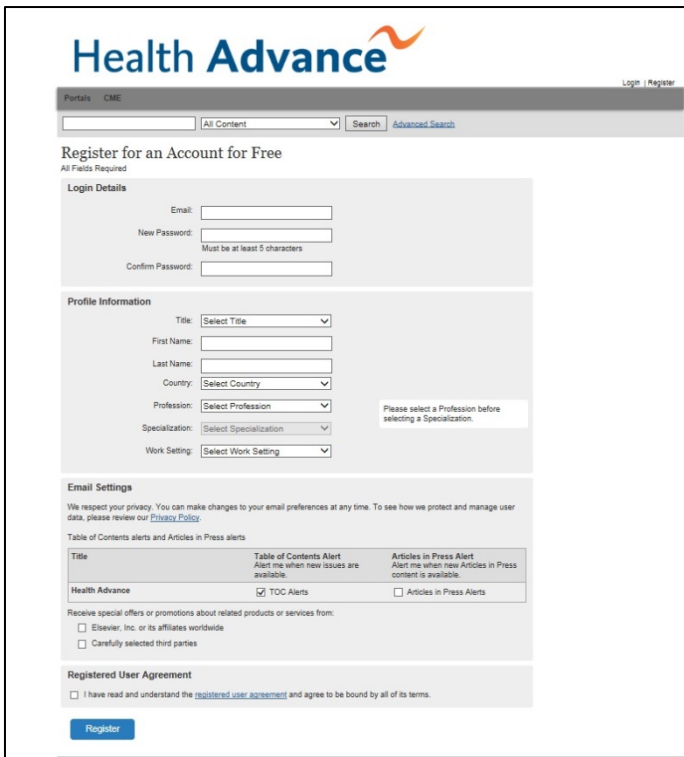 Health Advance
Login | Register
Portals CME
All Content Search Advanced Search
Register for an Account for Free
All Fields Required
Login Details
Email:
New Password:
Must be at least 5 characters
Confirm Password:
Profile Information
Title: Select Title
First Name:
Last Name:
Country: Select Country
Profession: Select Profession
Please select a Profession before
selecting a Specialization.
Specialization: Select Specialization
Work Setting: Select Work Setting
Email Settings
We respect your privacy. You can make changes to your email preferences at any time. To see how we protect and manage user
data, please review our Privacy Policy.
Table of Contents alerts and Articles in Press alerts
Title Table of Contents Alert Articles in Press Alert
Alert me when new issues are Alert me when new Articles in Press
available. content is available.
Health Advance TOC Alerts Articles in Press Alerts
Receive special offers or promotions about related products or services from:
Elsevier, Inc. or its affiliates worldwide
Carefully selected third parties
Registered User Agreement
I have read and understand the registered user agreement and agree to be bound by all of its terms.
Register